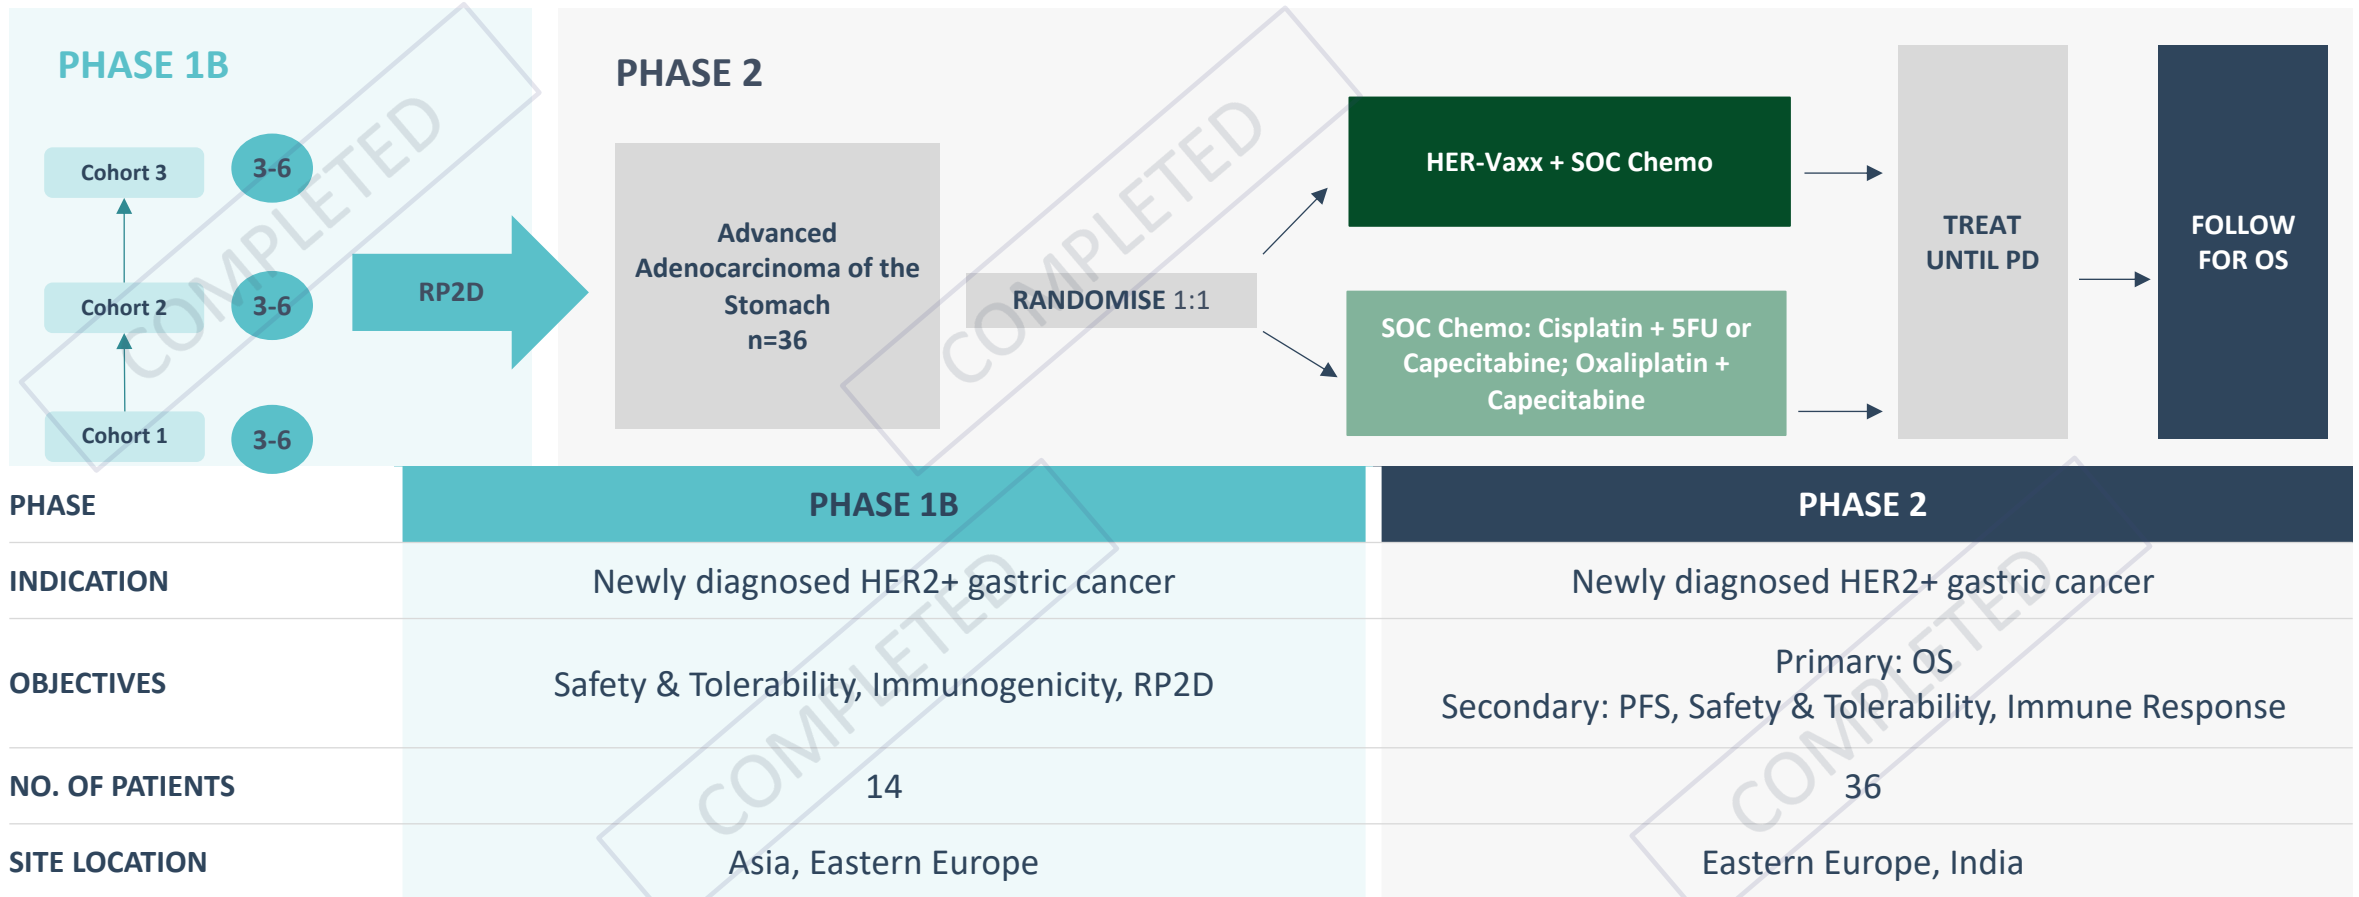 PHASE 1B
Cohort 3
3-6
Cohort 2
3-6
Cohort 1
3-6
COMPLETED
RP2D
PHASE 2
Advanced
Adenocarcinoma of the
Stomach
n=36
COMPLETED
RANDOMISE 1:1
HER-Vaxx + SOC Chemo
SOC Chemo: Cisplatin + 5FU or
Capecitabine; Oxaliplatin +
Capecitabine
TREAT
UNTIL PD
FOLLOW
FOR OS
PHASE
PHASE 1B
PHASE 2
INDICATION
Newly diagnosed HER2+ gastric cancer
Newly diagnosed HER2+ gastric cancer
OBJECTIVES
Safety & Tolerability, Immunogenicity, RP2D
Primary: OS
Secondary: PFS, Safety & Tolerability, Immune Response
NO. OF PATIENTS
14
36
SITE LOCATION
Asia, Eastern Europe
Eastern Europe, India
COMPLETED
COMPLETED